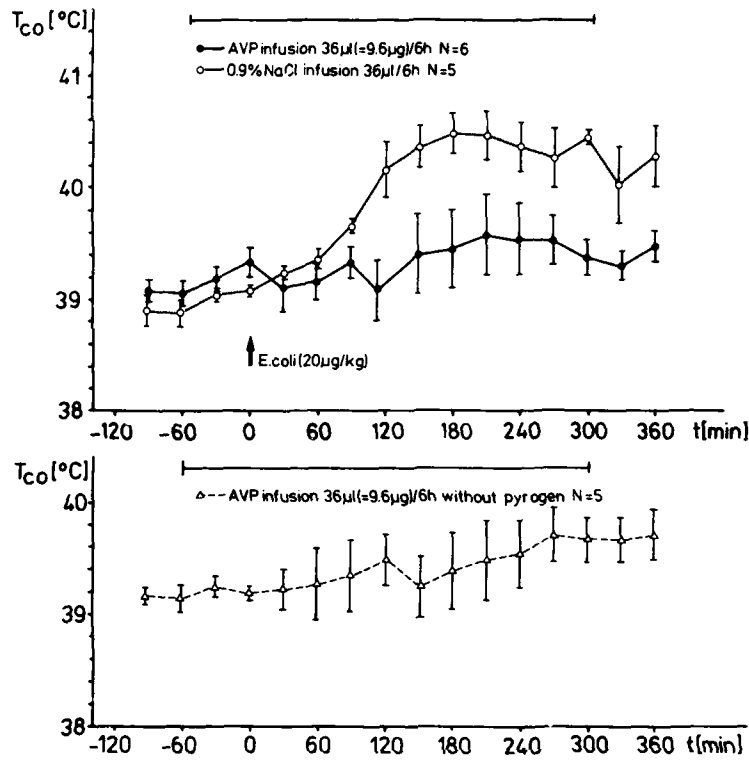 Tco [°C]
AVP infusion 36µl(=9.6µg)/6h N=6
0.9% NaCl infusion 36µl/6h N=5
41
40
39
38
E.coli (20µg/kg)
-120 -60 0 60 120 180 240 300 360 t[min]
Tco [°C]
AVP infusion 36µl(=9.6µg)/6h without pyrogen N=5
40
39
38
-120 -60 0 60 120 180 240 300 360 t[min]